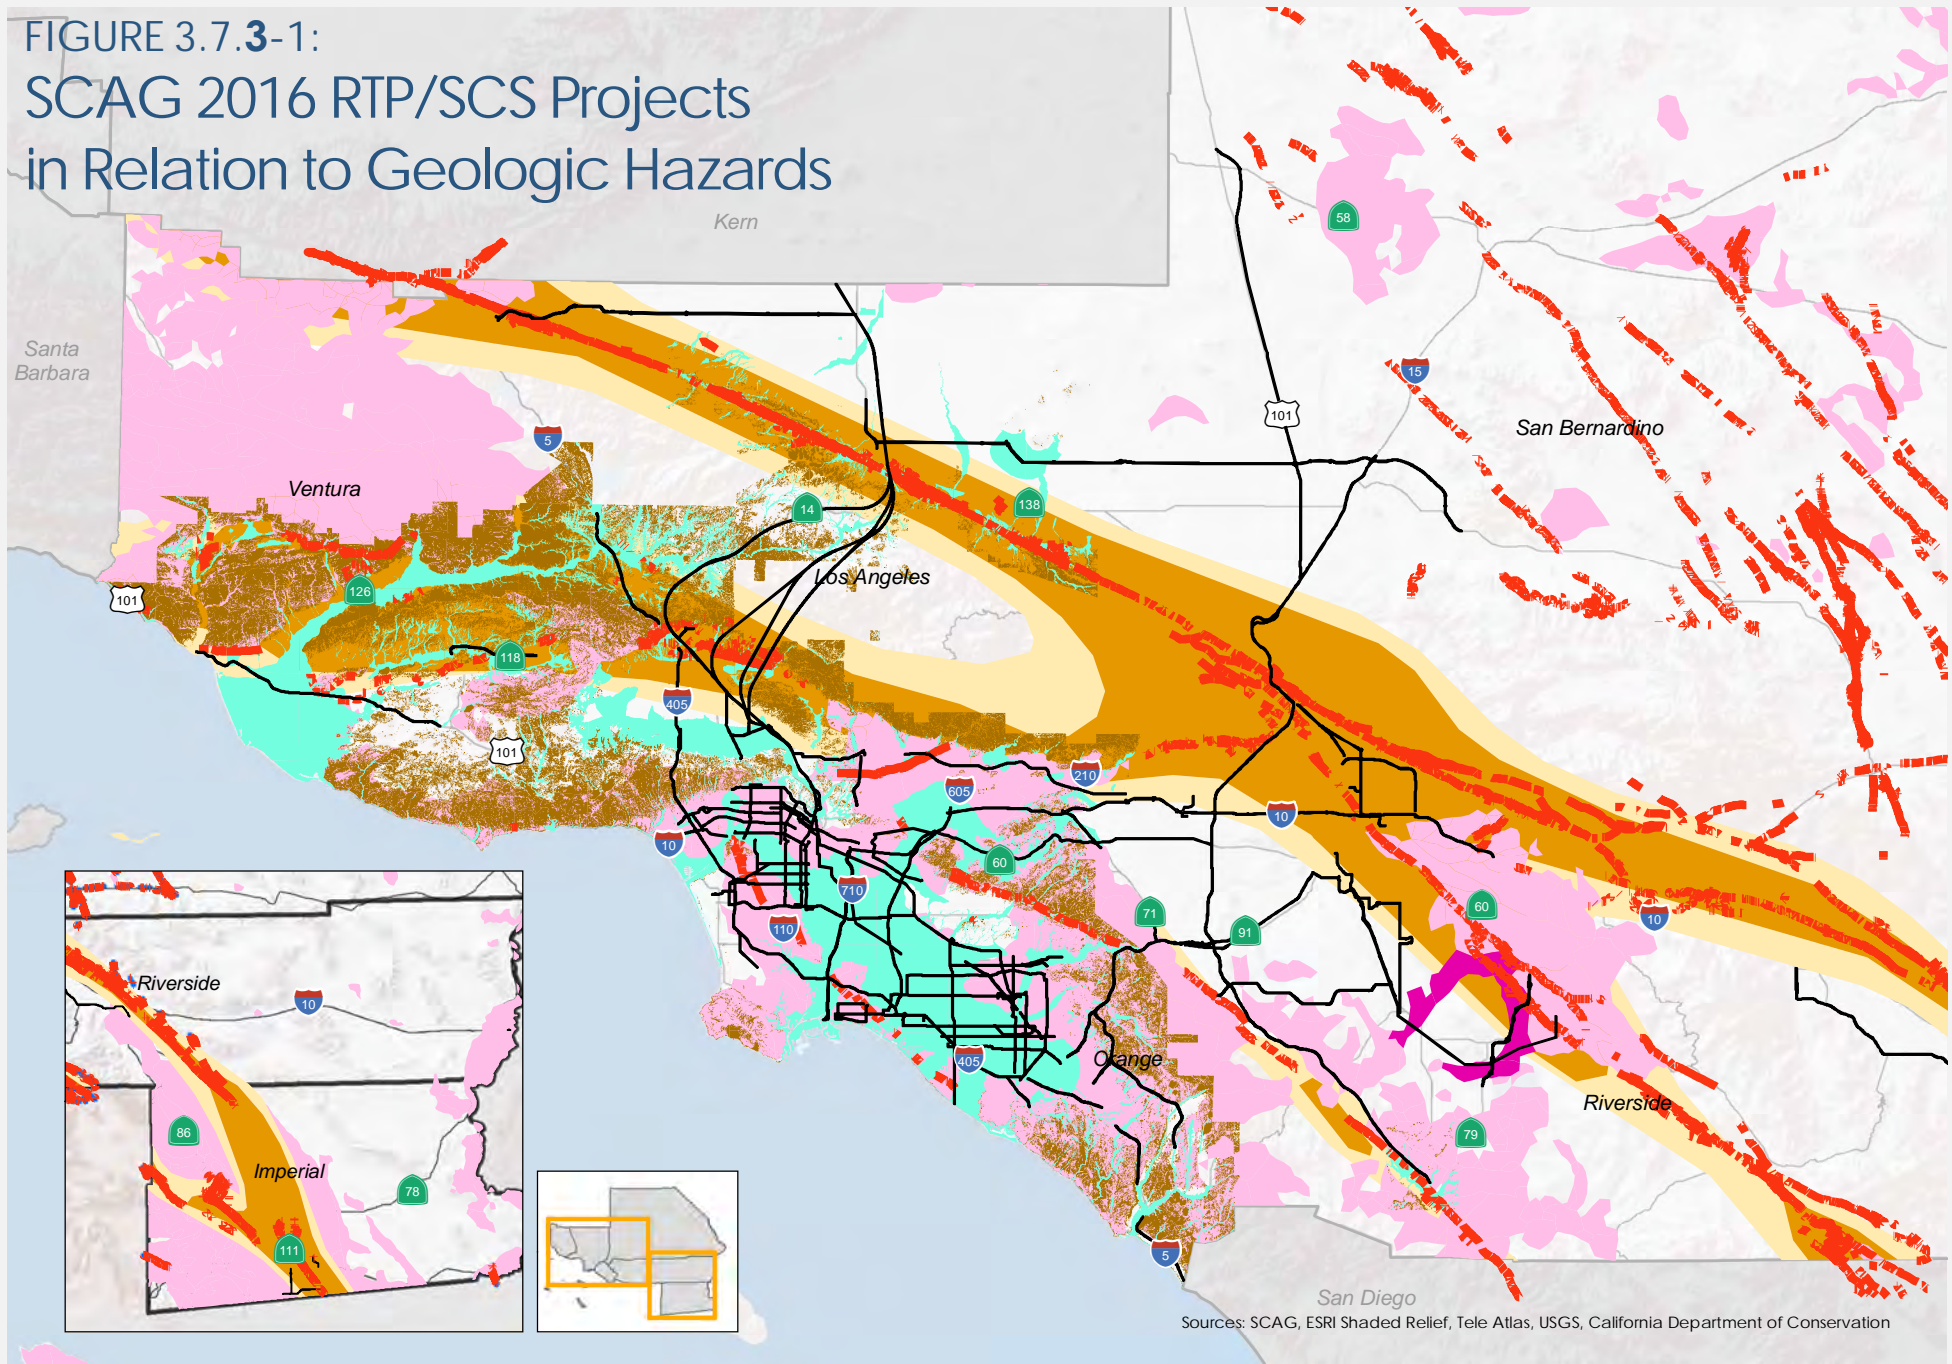 FIGURE 3.7.3-1:
SCAG 2016 RTP/SCS Projects
in Relation to Geologic Hazards
Kern
58
Santa
Barbara
15
101
San Bernardino
5
Ventura
14
138
Los Angeles
126
101
118
405
101
210
605
10
10
60
710
71
60
91
10
110
Riverside
10
405
Orange
Riverside
86
79
Imperial
78
111
5
San Diego
Sources: SCAG, ESRI Shaded Relief, Tele Atlas, USGS, California Department of Conservation